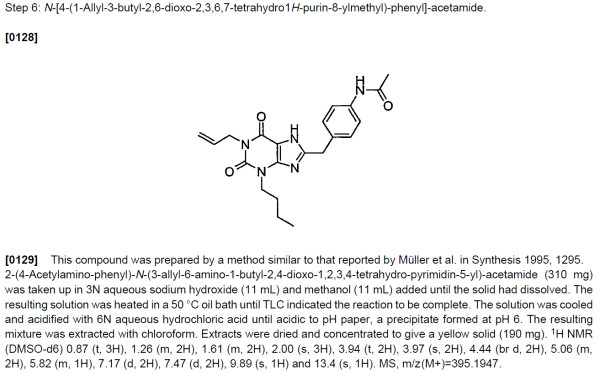 Step 6: N-[4-(1-Allyl-3-butyl-2,6-dioxo-2,3,6,7-tetrahydro1H-purin-8-ylmethyl)-phenyl]-acetamide.
[0128]
H
N
O
O
H
N
N
O
N
N
[0129] This compound was prepared by a method similar to that reported by Müller et al. in Synthesis 1995, 1295.
2-(4-Acetylamino-phenyl)-N-(3-allyl-6-amino-1-butyl-2,4-dioxo-1,2,3,4-tetrahydro-pyrimidin-5-yl)-acetamide (310 mg)
was taken up in 3N aqueous sodium hydroxide (11 mL) and methanol (11 mL) added until the solid had dissolved. The
resulting solution was heated in a 50 °C oil bath until TLC indicated the reaction to be complete. The solution was cooled
and acidified with 6N aqueous hydrochloric until acidic to pH paper, a precipitate formed at pH 6. The resulting
mixture was extracted with chloroform. Extracts were dried and concentrated to give a yellow solid (190 mg). ¹H NMR
(DMSO-d6) 0.87 (t, 3H), 1.26 (m, 2H), 1.61 (m, 2H), 2.00 (s, 3H), 3.94 (t, 2H), 3.97 (s, 2H), 4.44 (br d, 2H), 5.06 (m,
2H), 5.82 (m, 1H), 7.17 (d, 2H), 7.47 (d, 2H), 9.89 (s, 1H) and 13.4 (s, 1H). MS, m/z(M+)=395.1947.